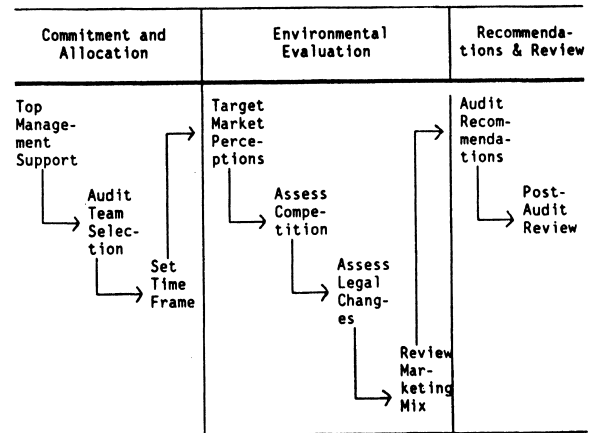 Commitment and
Allocation
Environmental
Evaluation
Recommenda-
tions & Review
Top
Manage-
ment
Support
Audit
Team
Selec-
tion
Set
Time
Frame
Target
Market
Perce-
ptions
Assess
Compe-
tition
Assess
Legal
Chang-
es
Review
Mar-
keting
Mix
Audit
Recom-
menda-
tions
Post-
Audit
Review